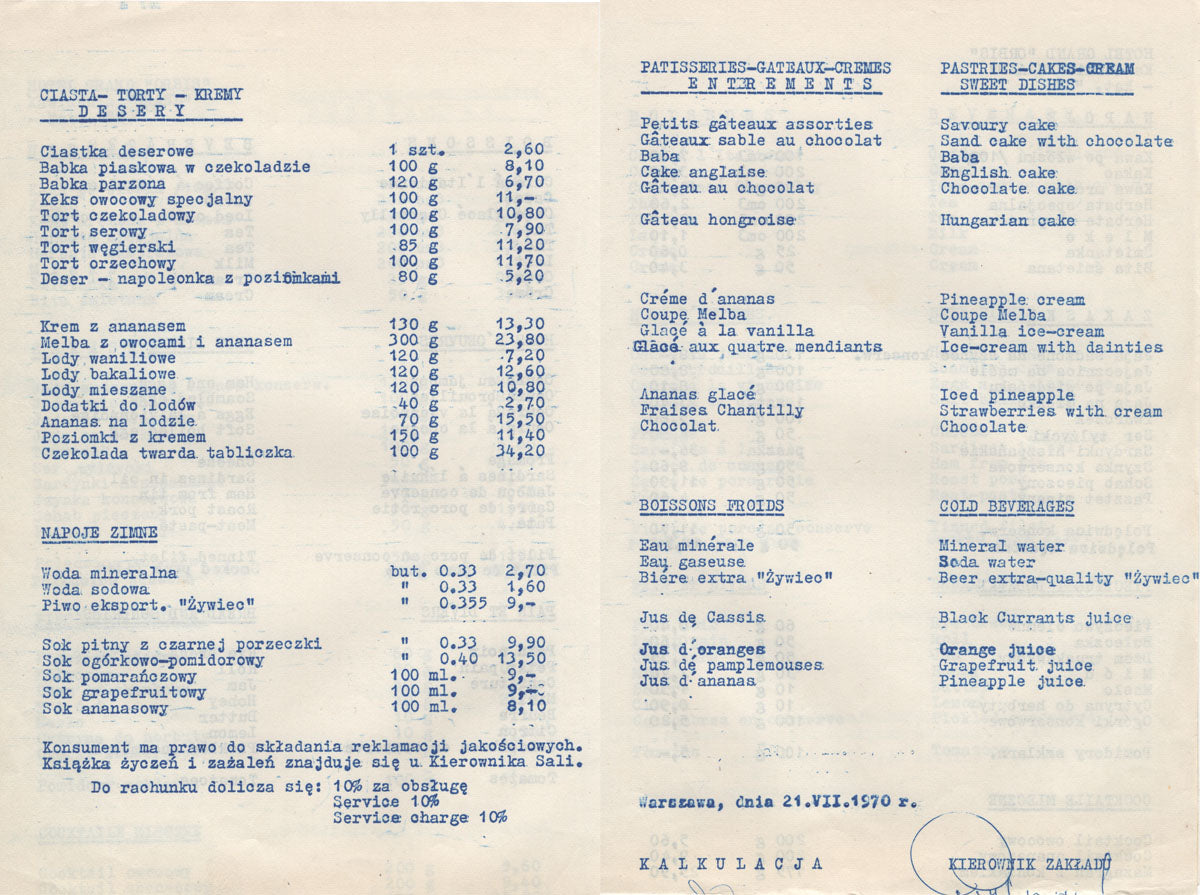 CIASTA- TORTY - KREMY
D E S E R Y
Ciastka deserowe 1 szt. 2,60
Babka piaskowa w czekoladzie 100 g 8,10
Babka parzona 120 g 6,70
Keks owocowy specjalny 100 g 11,-
Tort czekoladowy 100 g 10,80
Tort serowy 100 g 7,90
Tort węgierski 85 g 11,20
Tort orzechowy 100 g 11,70
Deser - napoleonka z poziomkami 80 g 5,20
Krem z ananasem 130 g 13,30
Melba z owocami i ananasem 300 g 23,80
Lody waniliowe 120 g 7,20
Lody bakaliowe 120 g 12,60
Lody mieszane 120 g 10,80
Dodatki do lodów 40 g 2,70
Ananas na lodzie 70 g 15,50
Poziomki z kremem 150 g 11,40
Czekolada twarda tabliczka 100 g 34,20
NAPOJE ZIMNE
Woda mineralna but. 0.33 2,70
Woda sodowa " 0.33 1,60
Piwo eksport. "Żywiec" " 0.355 9,-
Sok pitny z czarnej porzeczki " 0.33 9,90
Sok ogórkowo-pomidorowy " 0.40 13,50
Sok pomarańczowy 100 ml. 9,-
Sok grapefruitowy 100 ml. 9,-
Sok ananasowy 100 ml. 8,10
Konsument ma prawo do składania reklamacji jakościowych.
Książka życzeń i zażaleń znajduje się u Kierownika Sali.
Do rachunku dolicza się: 10% za obsługę
Service 10%
Service charge 10%
PATISSERIES-GATEAUX-CREMES
E N TRE M E N T S
Petits gâteaux assorties
Gâteaux sable au chocolat
Baba
Cake anglaise
Gâteau au chocolat
Gâteau hongroise
Créme d'ananas
Coupe Melba
Glacé à la vanilla
Glacé aux quatre mendiants
Ananas glacé
Fraises Chantilly
Chocolat
BOISSONS FROIDS
Eau minérale
Eau gaseuse
Biére extra "Żywiec"
Jus de Cassis
Jus d'oranges
Jus de pamplemouses
Jus d'ananas
PASTRIES-CAKES-CREAM
SWEET DISHES
Savoury cake
Sand cake with chocolate
Baba
English cake
Chocolate cake
Hungarian cake
Pineapple cream
Coupe Melba
Vanilla ice-cream
Ice-cream with dainties
Iced pineapple
Strawberries with cream
Chocolate
COLD BEVERAGES
Mineral water
Soda water
Beer extra-quality "Żywiec"
Black Currants juice
Orange juice
Grapefruit juice
Pineapple juice
Warszawa, dnia 21.VII.1970 r.
K A L K U L A C J A
KIEROWNIK ZAKŁADU